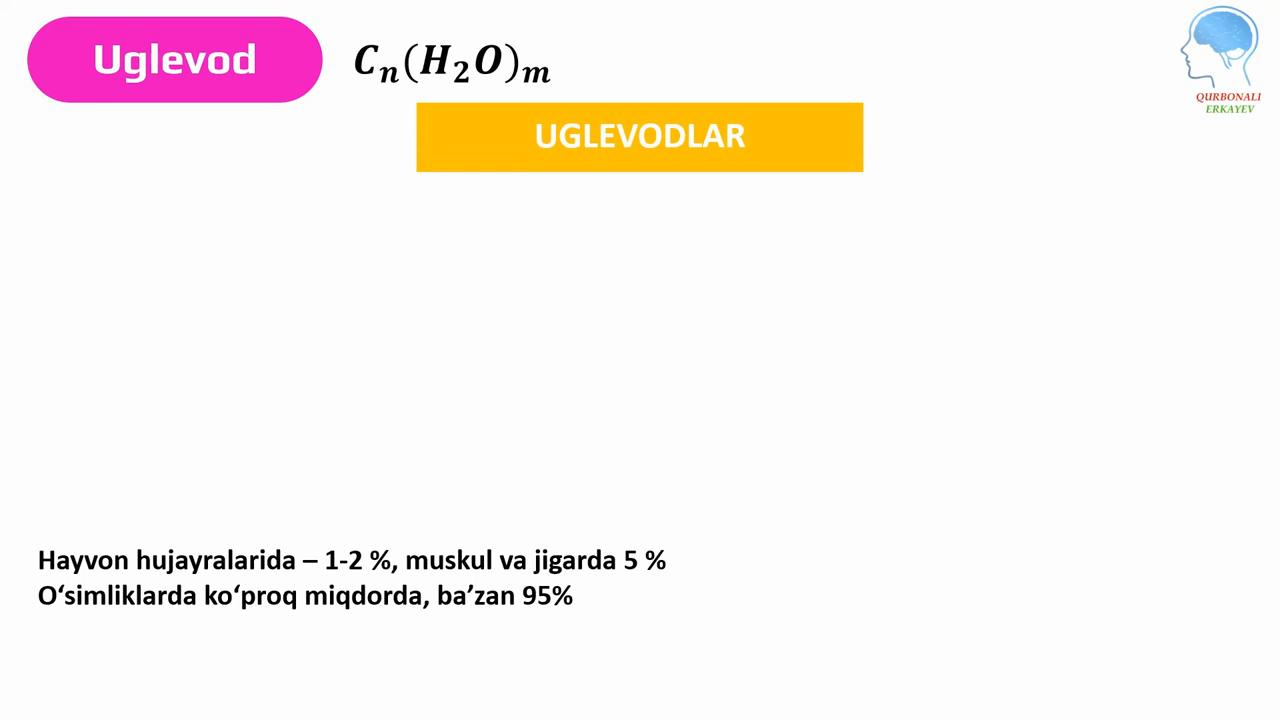 Uglevod
Cₙ(H₂O)ₘ
QURBONALI
ERKAYEV
UGLEVODLAR
Hayvon hujayralarida – 1-2 %, muskul va jigarda 5 %
O‘simliklarda ko‘proq miqdorda, ba’zan 95%